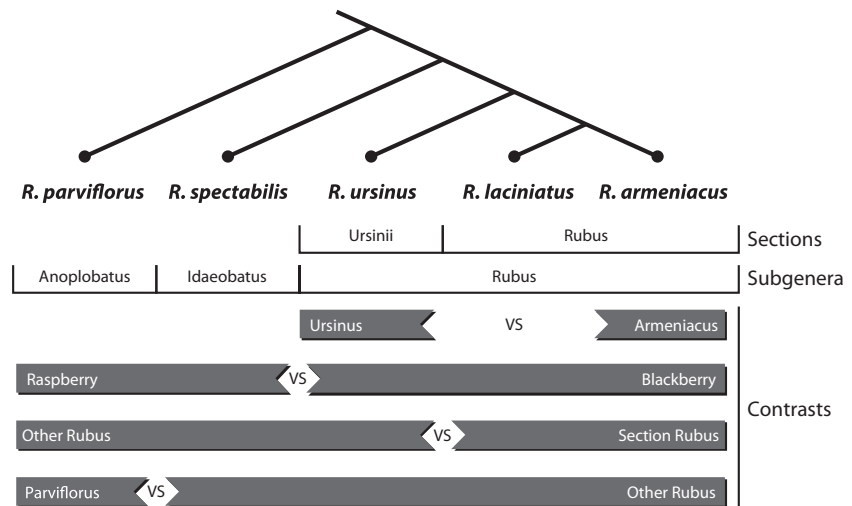 R. parviflorus R. spectabilis R. ursinus R. laciniatus R. armeniacus
Ursinii Rubus Sections
Anoplobatus Idaeobatus Rubus Subgenera
Ursinus VS Armeniacus
Raspberry VS Blackberry
Contrasts
Other Rubus VS Section Rubus
Parviflorus VS Other Rubus